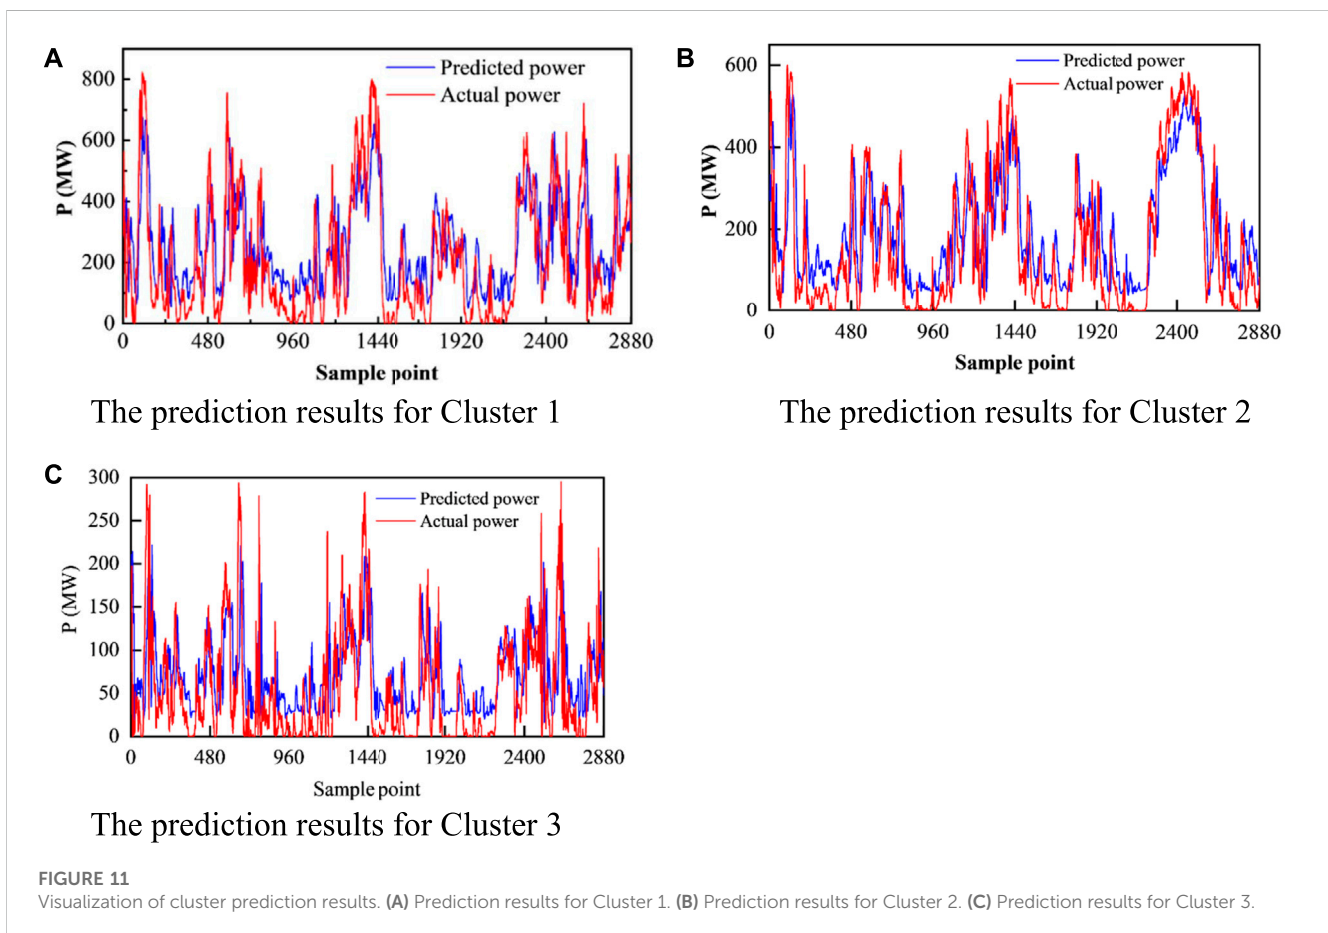 A
P (MW)
800
600
400
200
0
Predicted power
Actual power
0 480 960 1440 1920 2400 2880
Sample point
The prediction results for Cluster 1
B
P (MW)
600
400
200
0
Predicted power
Actual power
0 480 960 1440 1920 2400 2880
Sample point
The prediction results for Cluster 2
C
P (MW)
300
250
200
150
100
50
0
Predicted power
Actual power
0 480 960 1440 1920 2400 2880
Sample point
The prediction results for Cluster 3
FIGURE 11
Visualization of cluster prediction results. (A) Prediction results for Cluster 1. (B) Prediction results for Cluster 2. (C) Prediction results for Cluster 3.